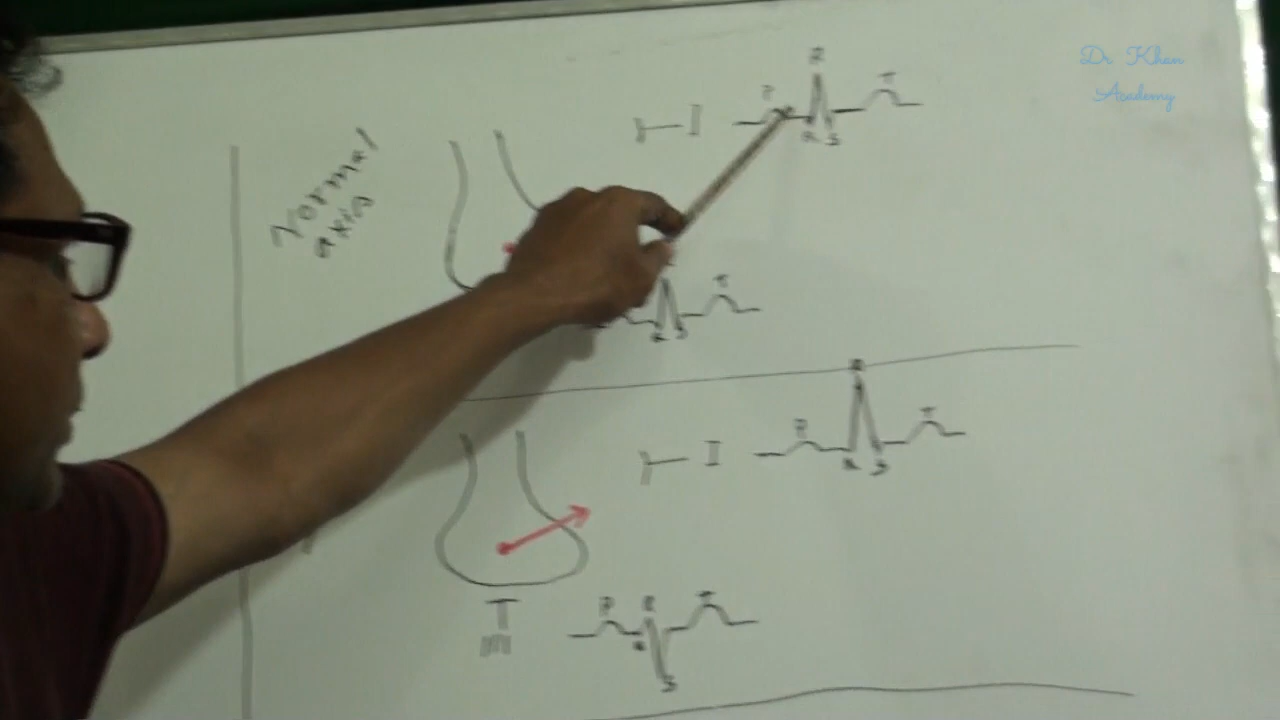 Dr Khan
Academy
R
P T
I
Q S
Normal
axis
T
Q S
R
P T
I
Q S
P R T
III
Q
S